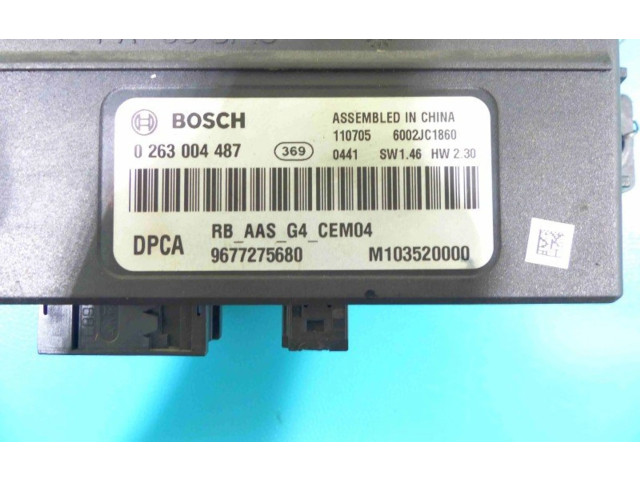 BOSCH
ASSEMBLED IN CHINA
110705 6002JC1860
0 263 004 487 369 0441 SW1.46 HW 2.30
DPCA RB_AAS_G4_CEM04
9677275680 M103520000